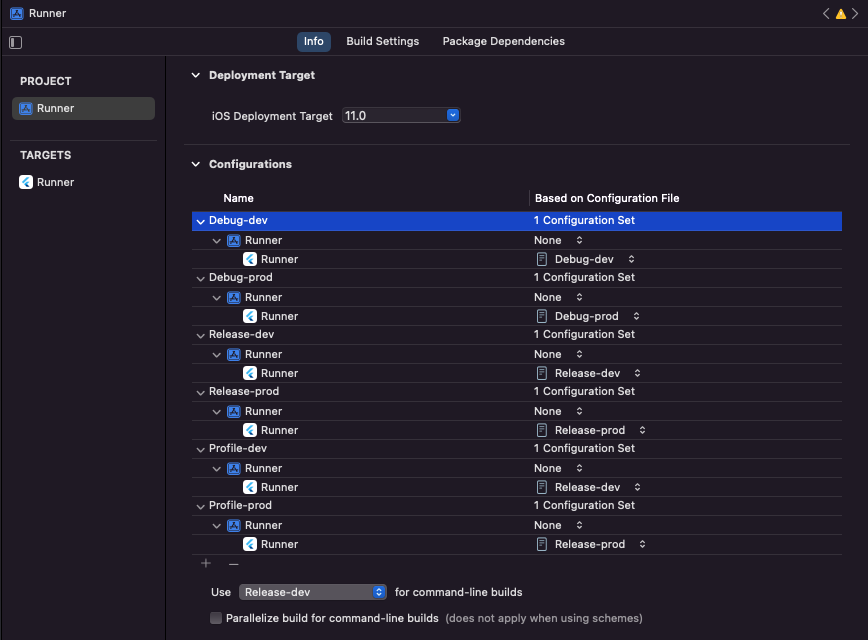 Runner
Info Build Settings Package Dependencies
PROJECT
Runner
TARGETS
Runner
Deployment Target
iOS Deployment Target 11.0
Configurations
Name Based on Configuration File
Debug-dev 1 Configuration Set
Runner None
Runner Debug-dev
Debug-prod 1 Configuration Set
Runner None
Runner Debug-prod
Release-dev 1 Configuration Set
Runner None
Runner Release-dev
Release-prod 1 Configuration Set
Runner None
Runner Release-prod
Profile-dev 1 Configuration Set
Runner None
Runner Release-dev
Profile-prod 1 Configuration Set
Runner None
Runner Release-prod
Use Release-dev for command-line builds
Parallelize build for command-line builds (does not apply when using schemes)